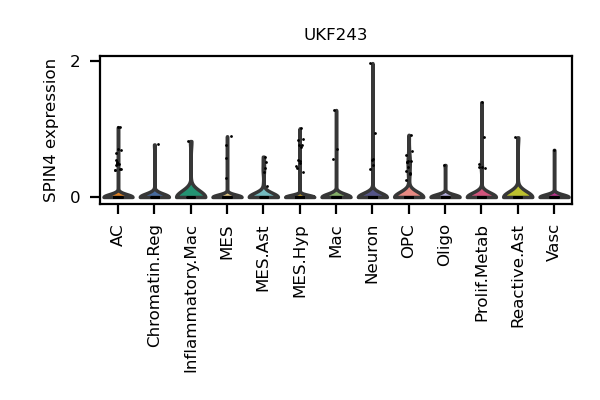 UKF243
SPIN4 expression
2
0
AC
Chromatin.Reg
Inflammatory.Mac
MES
MES.Ast
MES.Hyp
Mac
Neuron
OPC
Oligo
Prolif.Metab
Reactive.Ast
Vasc